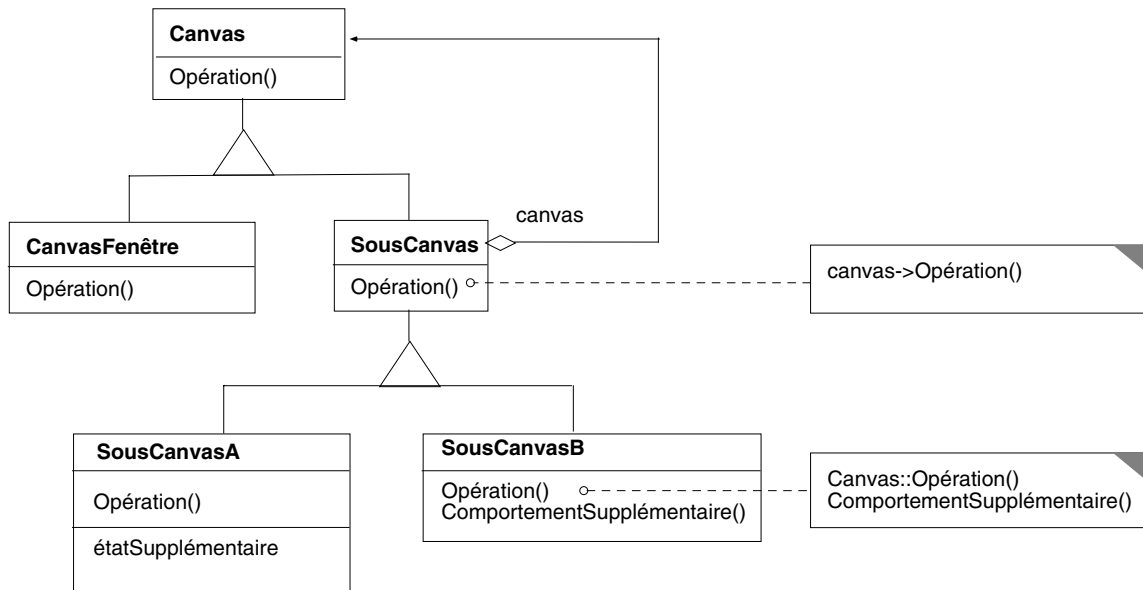 Canvas
Opération()
canvas
CanvasFenêtre
Opération()
SousCanvas
Opération()
canvas->Opération()
SousCanvasA
Opération()
étatSupplémentaire
SousCanvasB
Opération()
ComportementSupplémentaire()
Canvas::Opération()
ComportementSupplémentaire()